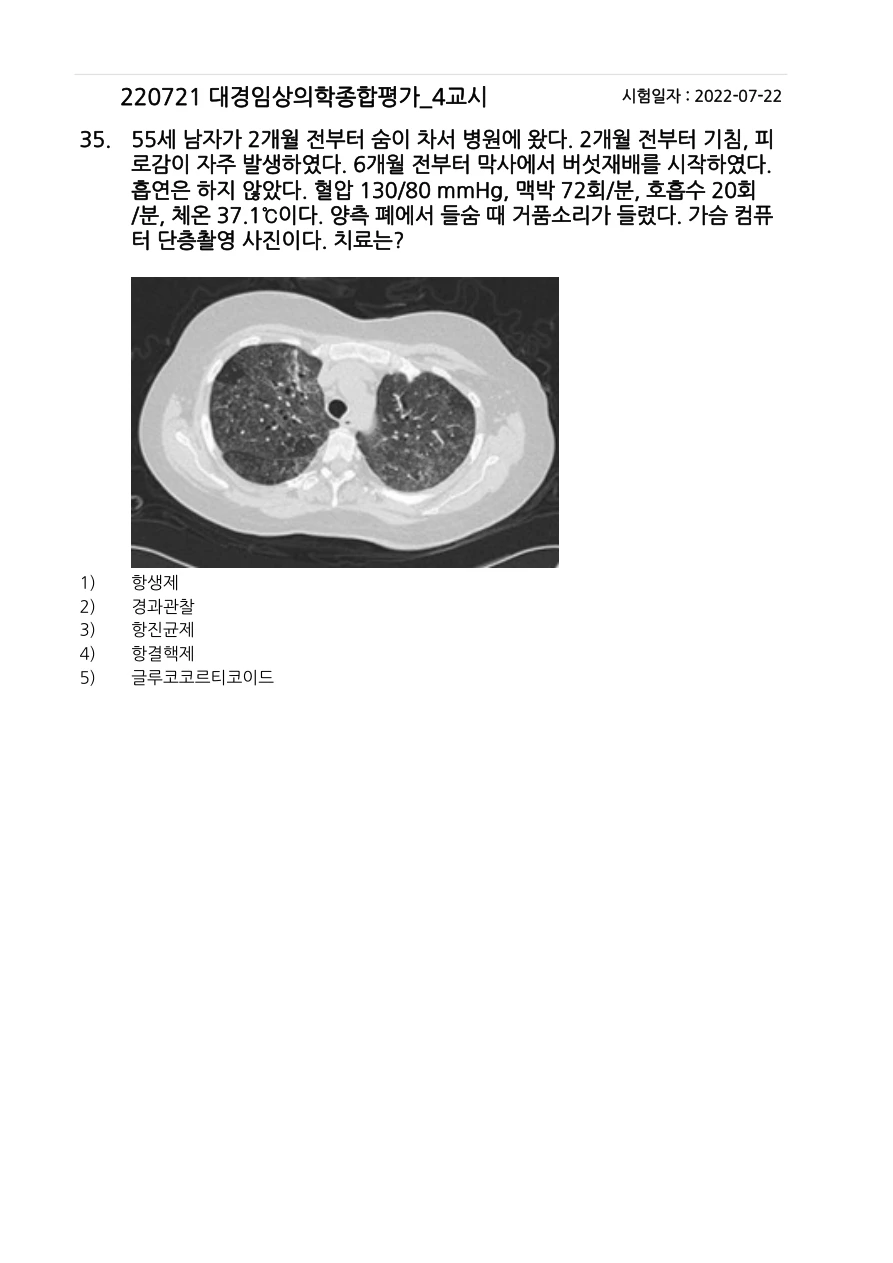 220721 대경임상의학종합평가_4교시 시험일자 : 2022-07-22
35. 55세 남자가 2개월 전부터 숨이 차서 병원에 왔다. 2개월 전부터 기침, 피
로감이 자주 발생하였다. 6개월 전부터 막사에서 버섯재배를 시작하였다.
흡연은 하지 않았다. 혈압 130/80 mmHg, 맥박 72회/분, 호흡수 20회
/분, 체온 37.1℃이다. 양측 폐에서 들숨 때 거품소리가 들렸다. 가슴 컴퓨
터 단층촬영 사진이다. 치료는?
1) 항생제
2) 경과관찰
3) 항진균제
4) 항결핵제
5) 글루코코르티코이드